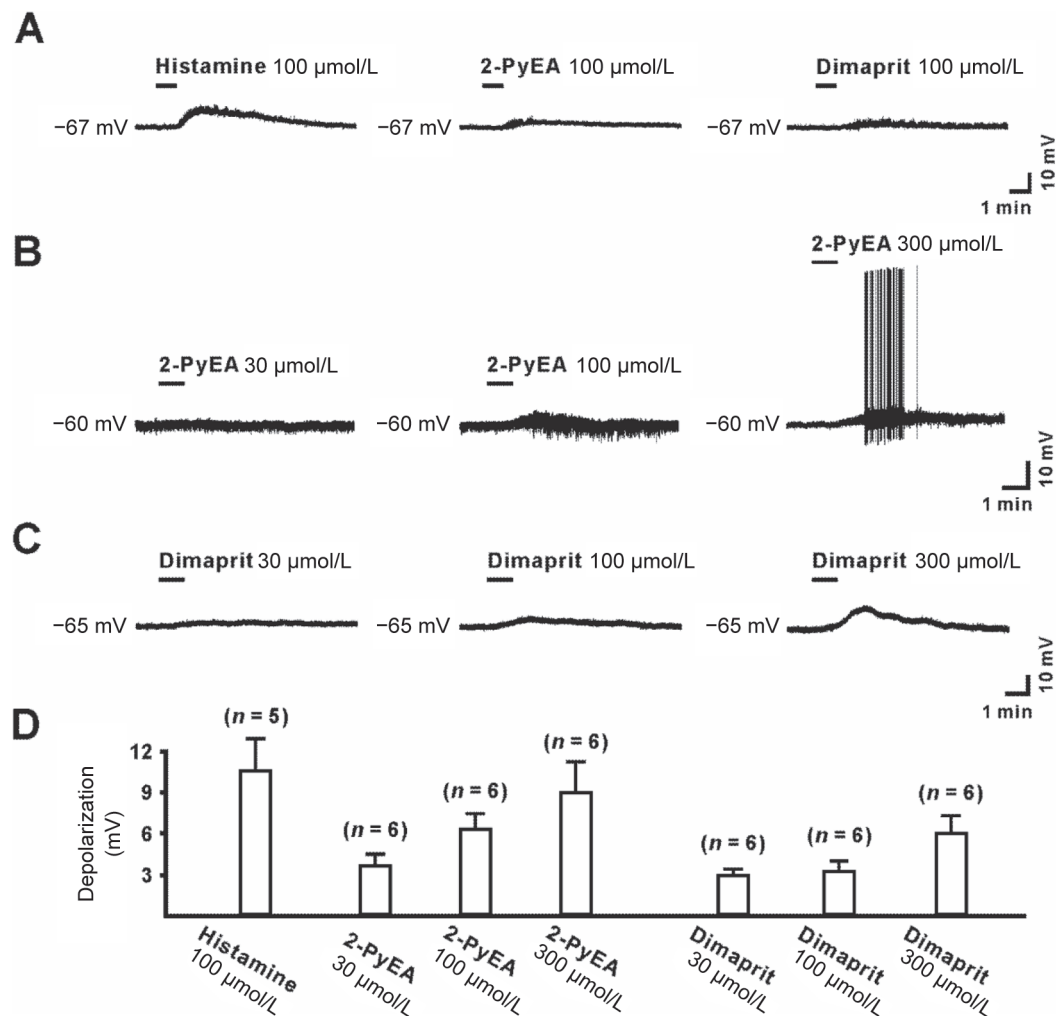 A
Histamine 100 µmol/L
2-PyEA 100 µmol/L
Dimaprit 100 µmol/L
−67 mV
−67 mV
−67 mV
10 mV
1 min
B
2-PyEA 300 µmol/L
2-PyEA 30 µmol/L
2-PyEA 100 µmol/L
−60 mV
−60 mV
−60 mV
10 mV
1 min
C
Dimaprit 30 µmol/L
Dimaprit 100 µmol/L
Dimaprit 300 µmol/L
−65 mV
−65 mV
−65 mV
10 mV
1 min
D
Depolarization
(mV)
12
9
6
3
(n = 5)
(n = 6)
(n = 6)
(n = 6)
(n = 6)
(n = 6)
(n = 6)
Histamine
100 µmol/L
2-PyEA
30 µmol/L
2-PyEA
100 µmol/L
2-PyEA
300 µmol/L
Dimaprit
30 µmol/L
Dimaprit
100 µmol/L
Dimaprit
300 µmol/L